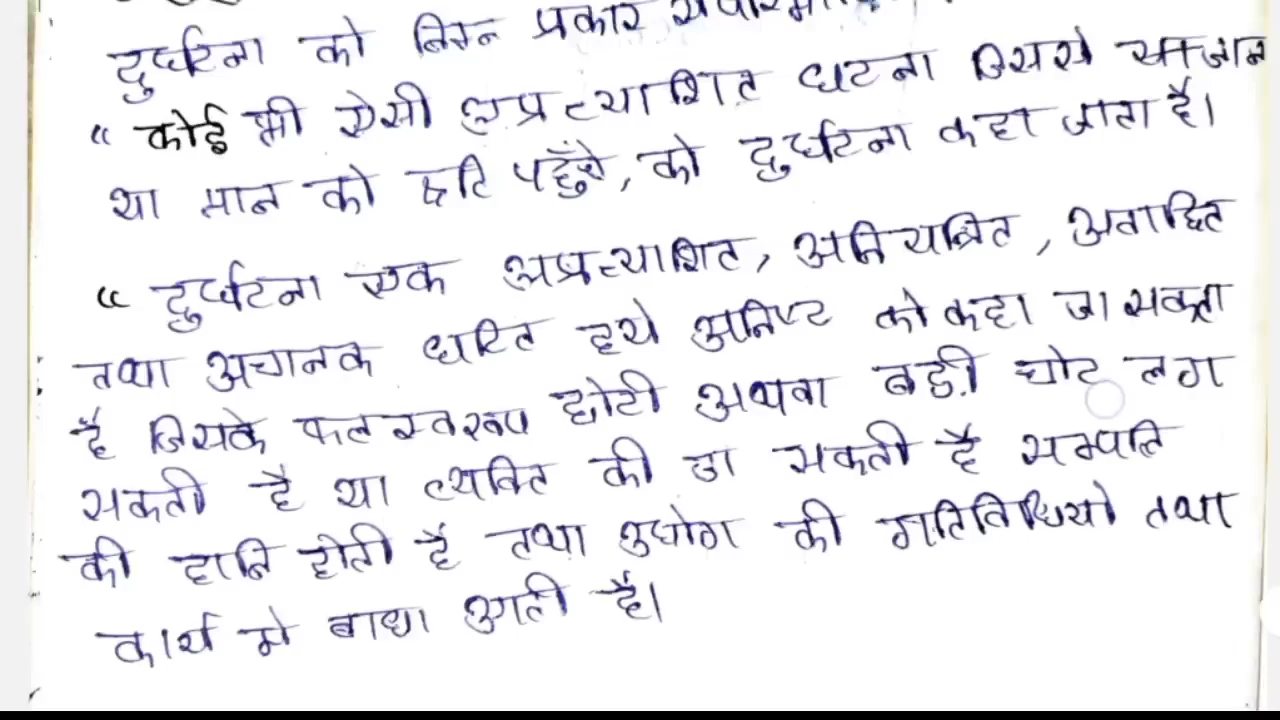 दुर्घटना को निम्न प्रकार
“ कोई भी ऐसी अप्रत्याशित घटना जिससे जान
या माल को क्षति पहुँचे, को दुर्घटना कहा जाता है।
“ दुर्घटना एक अप्रत्याशित, अनियंत्रित,
तथा अचानक घटित हुये अनिष्ट को कहा जा सकता
है जिसके फलस्वरूप छोटी अथवा बड़ी चोट लग
सकती है या व्यक्ति की जा सकती है सम्पति
की हानि होती है तथा उद्योग की गतिविधियो तथा
कार्य मे बाधा आती है।